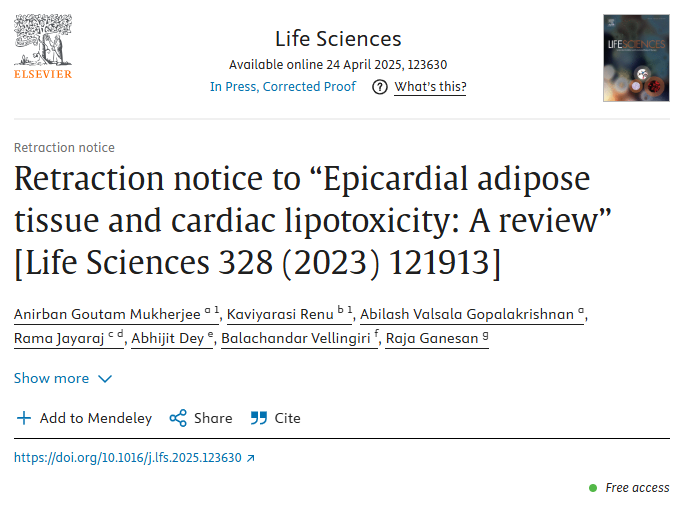 ELSEVIER
Life Sciences
Available online 24 April 2025, 123630
In Press, Corrected Proof What's this?
LIFE SCIENCES
Retraction notice
Retraction notice to “Epicardial adipose
tissue and cardiac lipotoxicity: A review”
[Life Sciences 328 (2023) 121913]
Anirban Goutam Mukherjee a 1, Kaviyarasi Renu b 1, Abilash Valsala Gopalakrishnan a,
Rama Jayaraj c d, Abhijit Dey e, Balachandar Vellingiri f, Raja Ganesan g
Show more
Add to Mendeley Share Cite
https://doi.org/10.1016/j.lfs.2025.123630
Free access